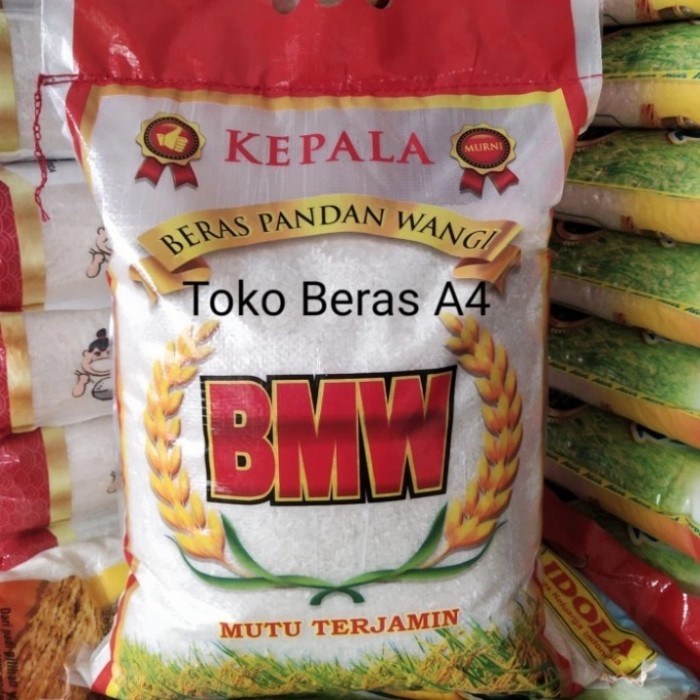 KEPALA
MURNI
BERAS PANDAN WANGI
Toko Beras A4
BMW
MUTU TERJAMIN
IDOLA